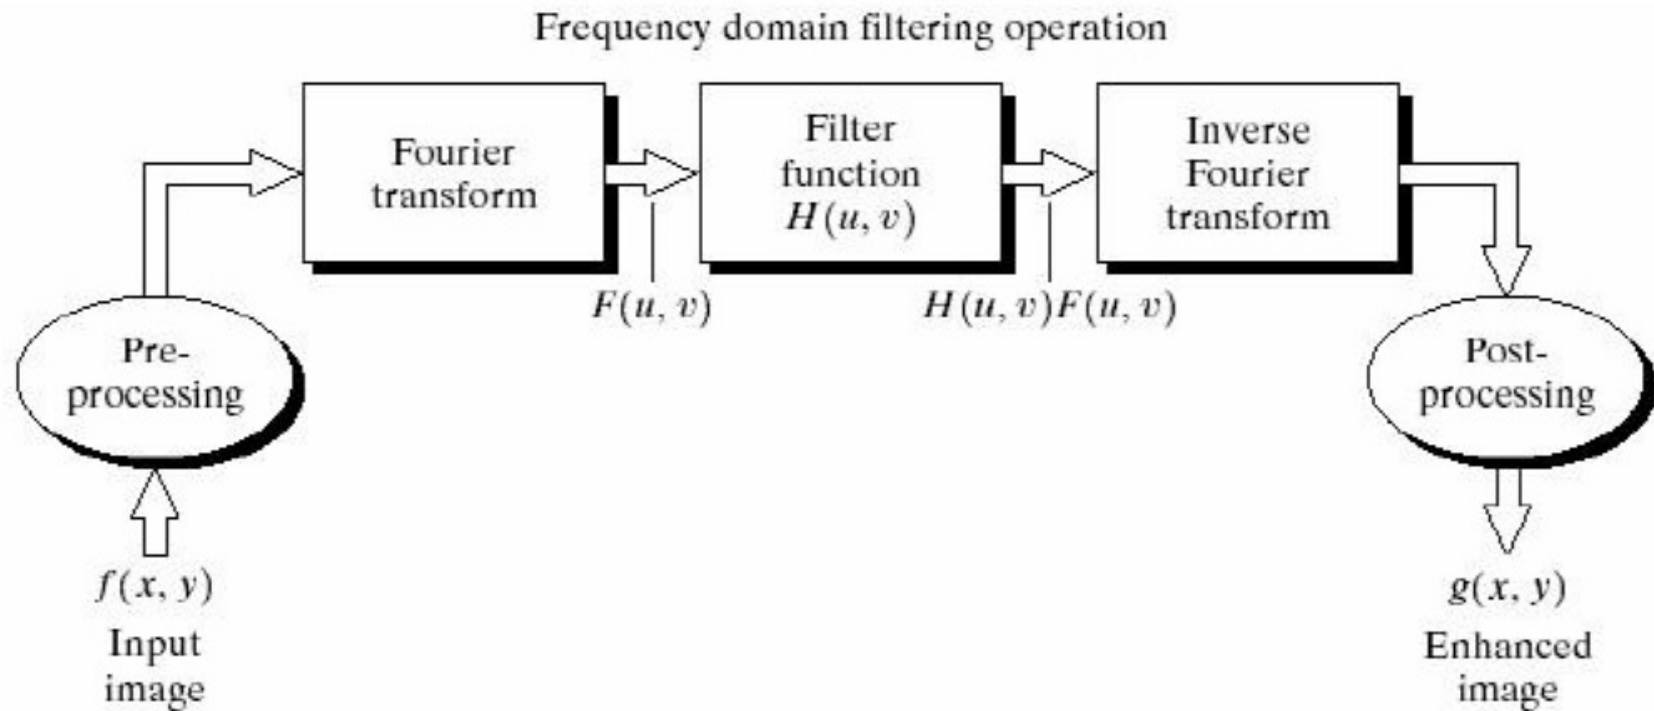 Frequency domain filtering operation
Fourier
transform
Filter
function
H(u, v)
Inverse
Fourier
transform
F(u, v)
H(u, v)F(u, v)
Pre-
processing
Post-
processing
f(x, y)
Input
image
g(x, y)
Enhanced
image